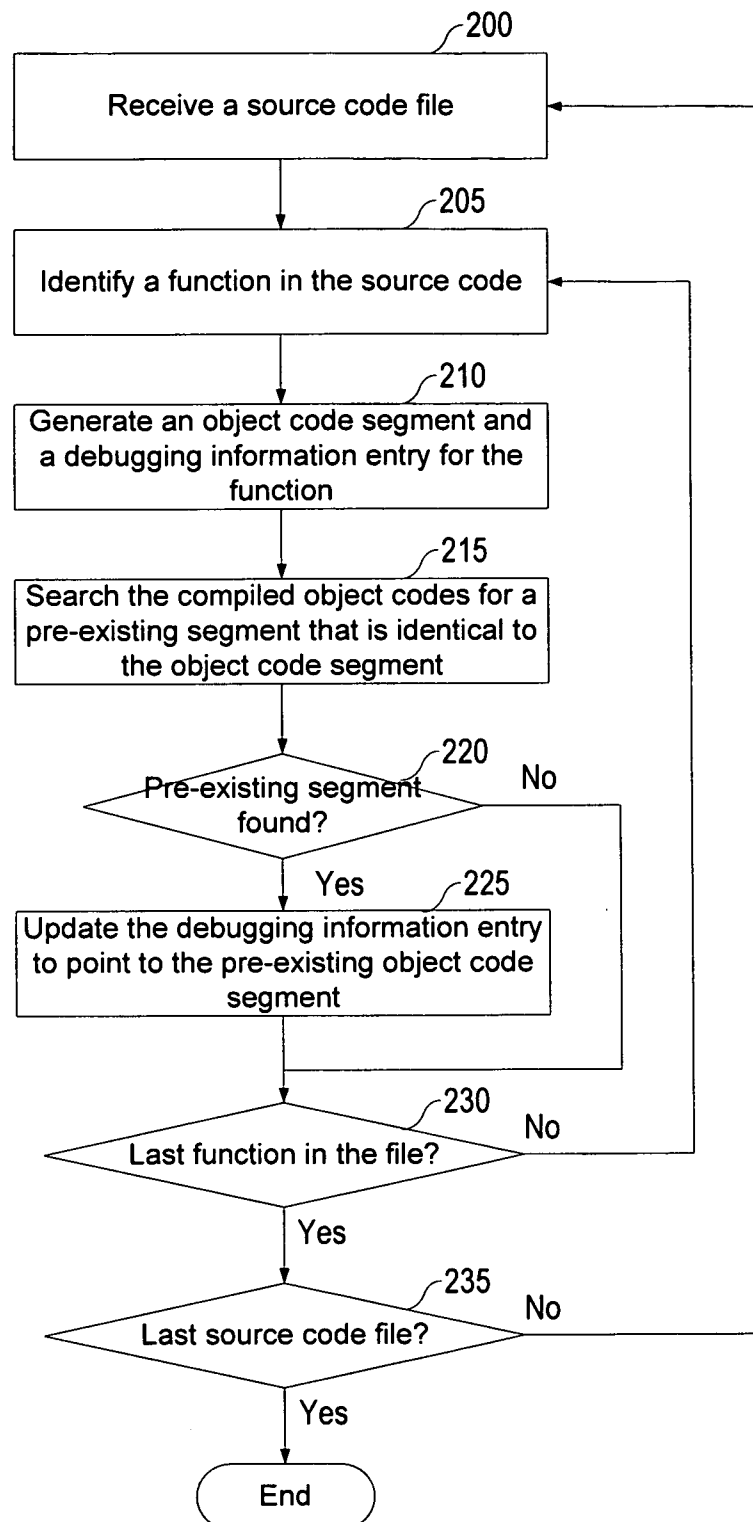 200
Receive a source code file
205
Identify a function in the source code
210
Generate an object code segment and
a debugging information entry for the
function
215
Search the compiled object codes for a
pre-existing segment that is identical to
the object code segment
220
Pre-existing segment
found?
No
Yes
225
Update the debugging information entry
to point to the pre-existing object code
segment
230
Last function in the file?
No
Yes
235
Last source code file?
No
Yes
End